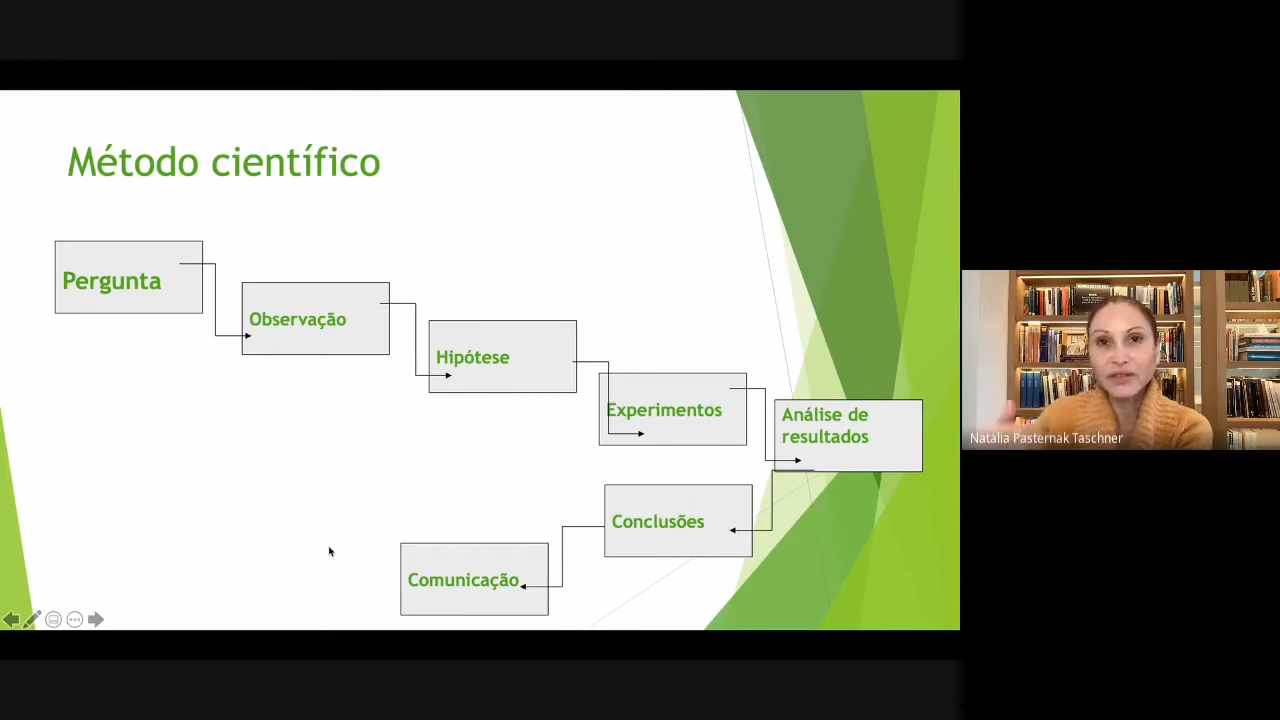 Método científico
Pergunta
Observação
Hipótese
Experimentos
Análise de
resultados
Conclusões
Comunicação
Natalia Pasternak Taschner